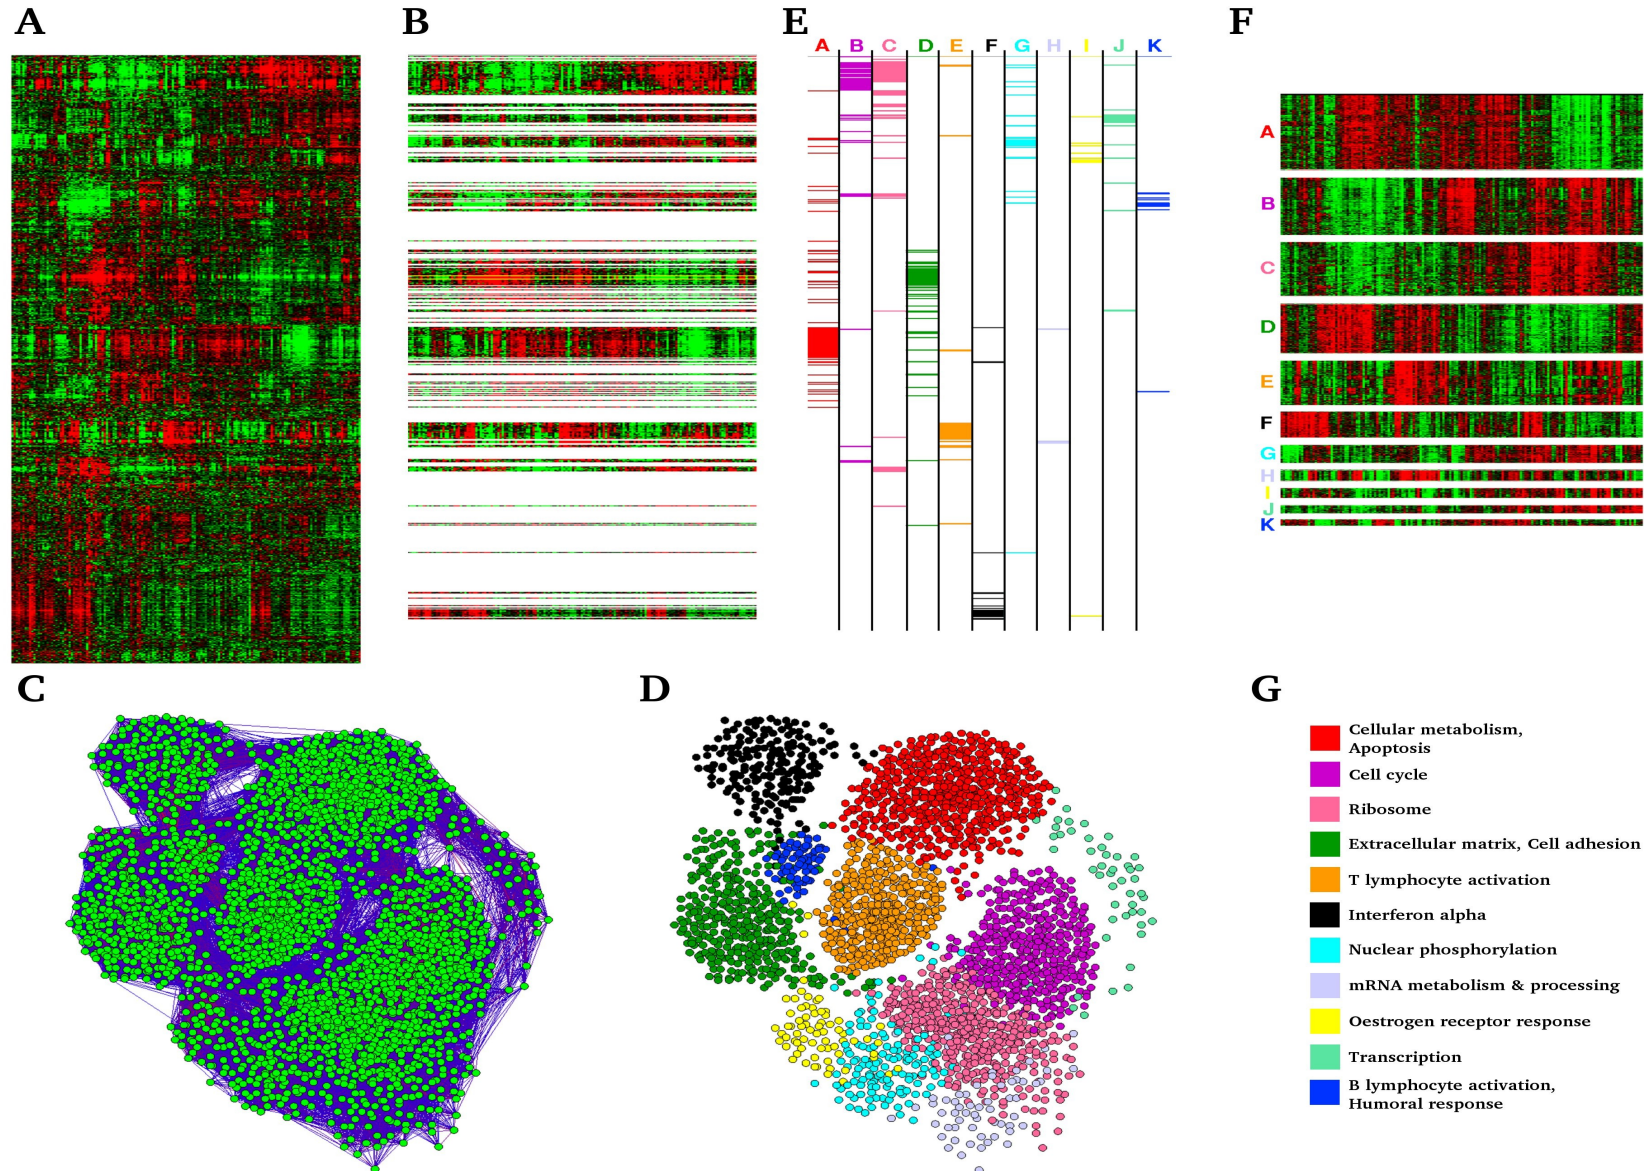 A
B
E
F
A B C D E F G H I J K
A
B
C
D
E
F
G
H
I
J
K
C
D
G
Cellular metabolism,
Apoptosis
Cell cycle
Ribosome
Extracellular matrix, Cell adhesion
T lymphocyte activation
Interferon alpha
Nuclear phosphorylation
mRNA metabolism & processing
Oestrogen receptor response
Transcription
B lymphocyte activation,
Humoral response